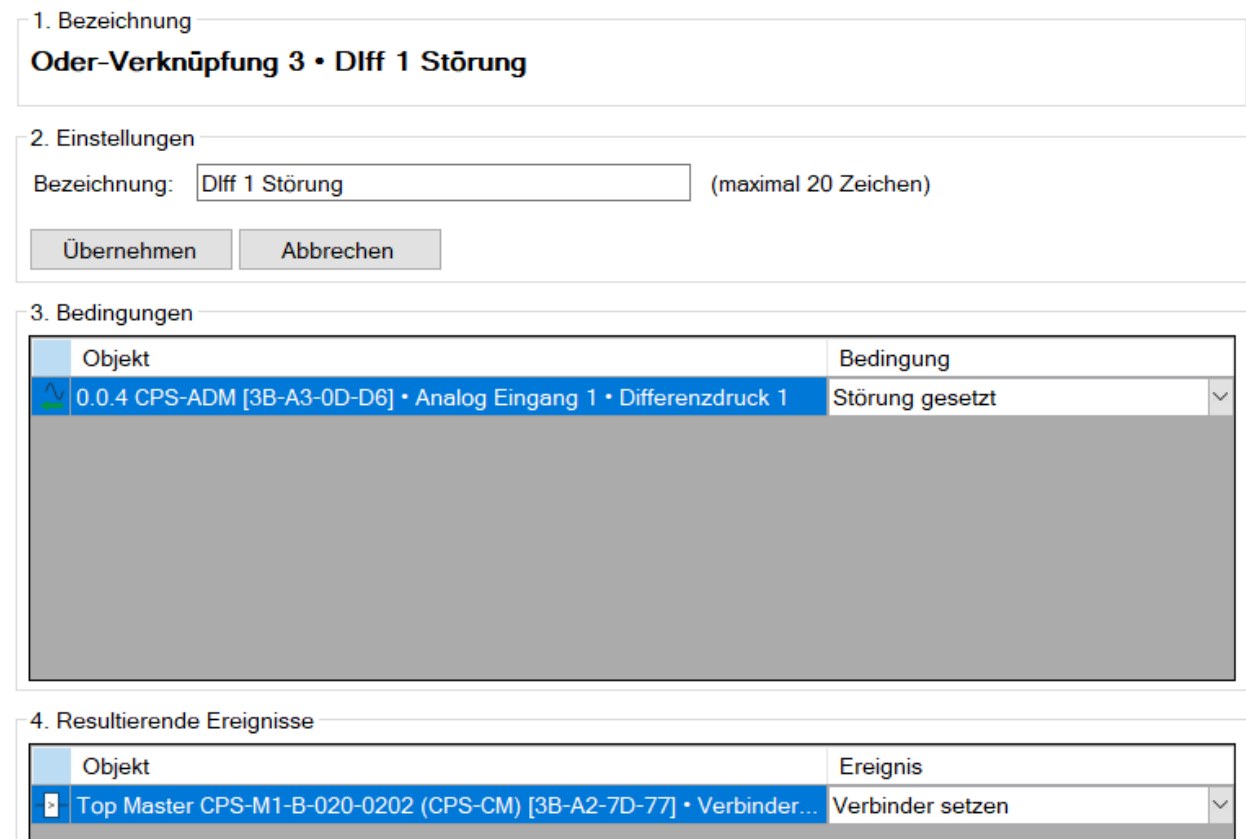 1. Bezeichnung
Oder-Verknüpfung 3 • DIff 1 Störung
2. Einstellungen
Bezeichnung: DIff 1 Störung (maximal 20 Zeichen)
Übernehmen Abbrechen
3. Bedingungen
Objekt Bedingung
0.0.4 CPS-ADM [3B-A3-0D-D6] • Analog Eingang 1 • Differenzdruck 1 Störung gesetzt
4. Resultierende Ereignisse
Objekt Ereignis
Top Master CPS-M1-B-020-0202 (CPS-CM) [3B-A2-7D-77] • Verbinder... Verbinder setzen